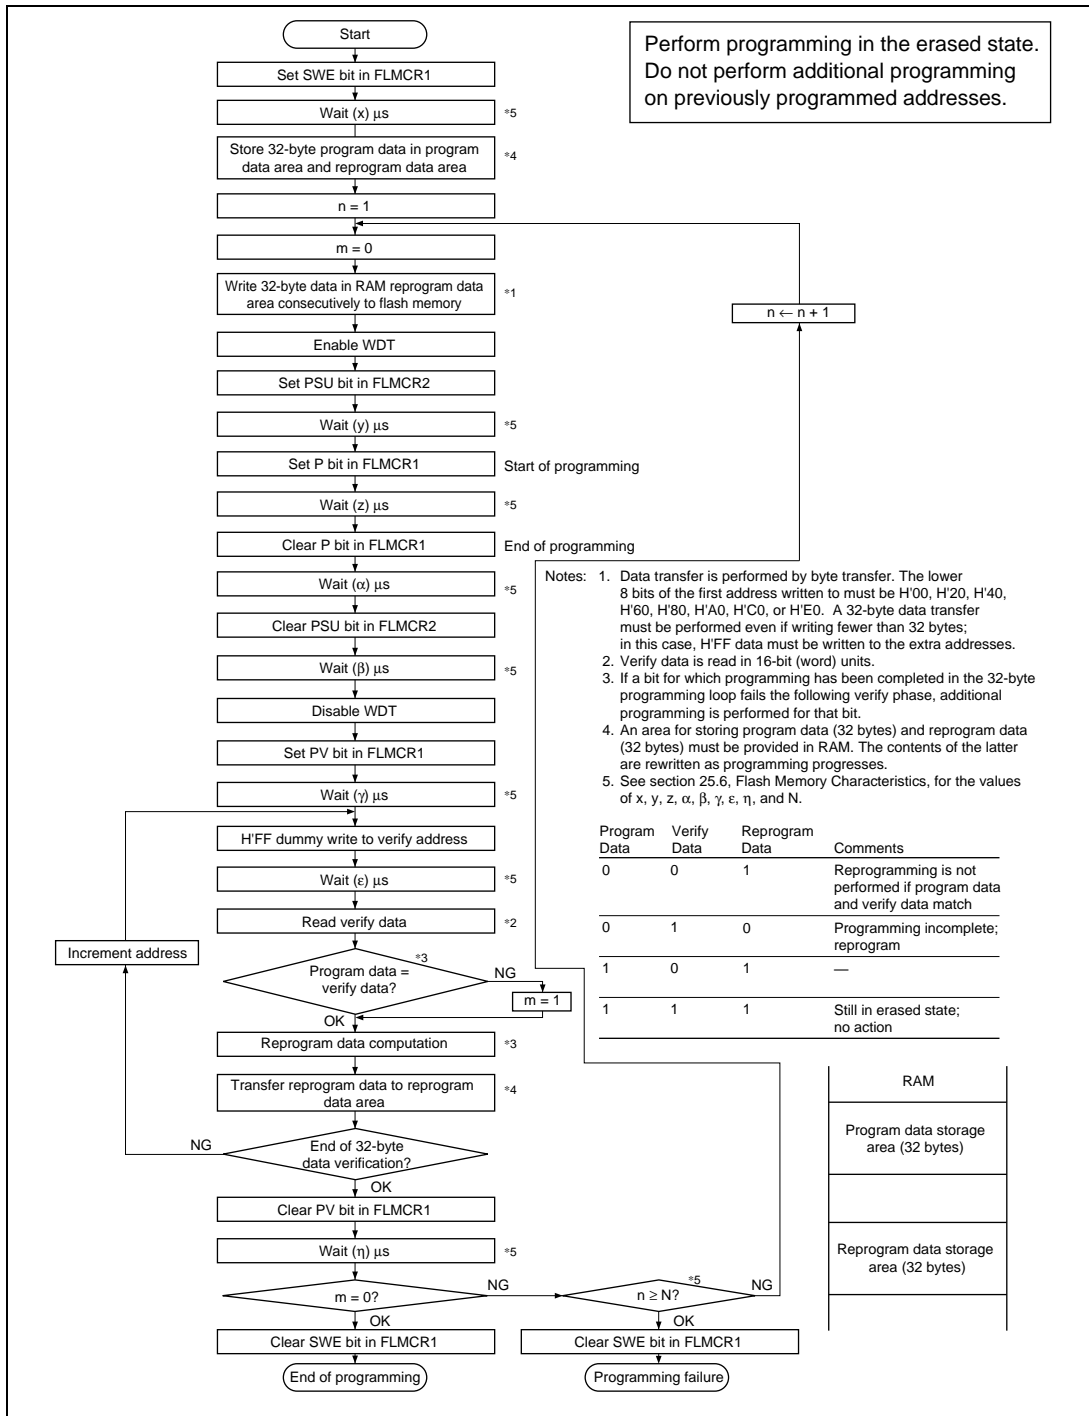 Start
Perform programming in the erased state.
Do not perform additional programming
on previously programmed addresses.
Set SWE bit in FLMCR1
Wait (x) μs
*5
Store 32-byte program data in program
data area and reprogram data area
*4
n = 1
m = 0
Write 32-byte data in RAM reprogram data
area consecutively to flash memory
*1
n ← n + 1
Enable WDT
Set PSU bit in FLMCR2
Wait (y) μs
*5
Set P bit in FLMCR1
Start of programming
Wait (z) μs
*5
Clear P bit in FLMCR1
End of programming
Wait (α) μs
*5
Clear PSU bit in FLMCR2
Wait (β) μs
*5
Disable WDT
Set PV bit in FLMCR1
Wait (γ) μs
*5
H'FF dummy write to verify address
Wait (ε) μs
*5
Read verify data
*2
Increment address
Program data =
verify data?
*3
NG
m = 1
OK
Reprogram data computation
*3
Transfer reprogram data to reprogram
data area
*4
End of 32-byte
data verification?
NG
OK
Clear PV bit in FLMCR1
Wait (η) μs
*5
m = 0?
NG
n ≥ N?
*5
NG
OK
OK
Clear SWE bit in FLMCR1
Clear SWE bit in FLMCR1
End of programming
Programming failure
Notes: 1. Data transfer is performed by byte transfer. The lower
8 bits of the first address written to must be H'00, H'20, H'40,
H'60, H'80, H'A0, H'C0, or H'E0. A 32-byte data transfer
must be performed even if writing fewer than 32 bytes;
in this case, H'FF data must be written to the extra addresses.
2. Verify data is read in 16-bit (word) units.
3. If a bit for which programming has been completed in the 32-byte
programming loop fails the following verify phase, additional
programming is performed for that bit.
4. An area for storing program data (32 bytes) and reprogram data
(32 bytes) must be provided in RAM. The contents of the latter
are rewritten as programming progresses.
5. See section 25.6, Flash Memory Characteristics, for the values
of x, y, z, α, β, γ, ε, η, and N.
Program Verify Reprogram
Data Data Data Comments
0 0 1 Reprogramming is not
performed if program data
and verify data match
0 1 0 Programming incomplete;
reprogram
1 0 1 —
1 1 1 Still in erased state;
no action
RAM
Program data storage
area (32 bytes)
Reprogram data storage
area (32 bytes)